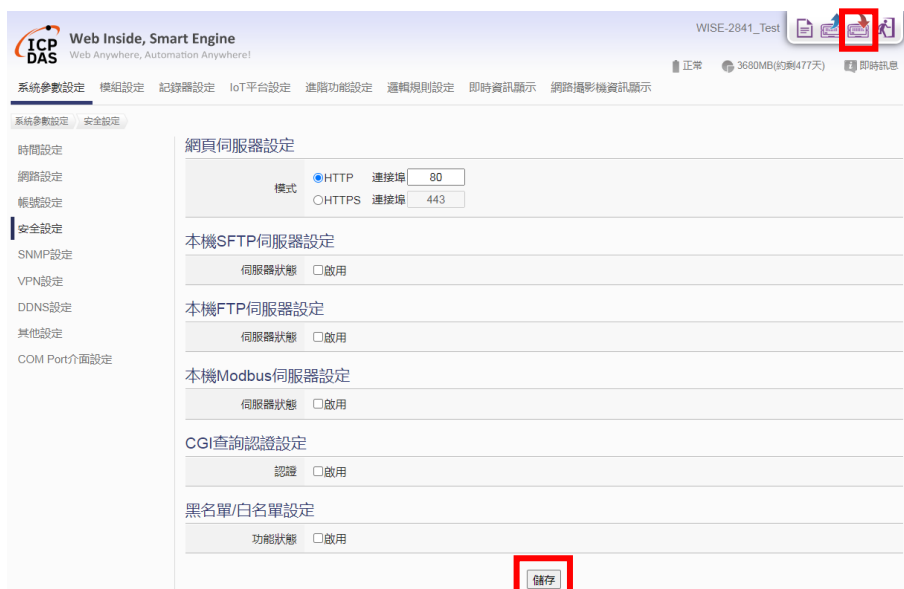 ICP DAS
Web Inside, Smart Engine
Web Anywhere, Automation Anywhere!
WISE-2841_Test
正常 3680MB(約剩477天) 即時訊息
系統參數設定 模組設定 記錄器設定 IoT平台設定 進階功能設定 邏輯規則設定 即時資訊顯示 網路攝影機資訊顯示
系統參數設定 安全設定
時間設定
網路設定
帳號設定
安全設定
SNMP設定
VPN設定
DDNS設定
其他設定
COM Port介面設定
網頁伺服器設定
模式
HTTP 連接埠 80
HTTPS 連接埠 443
本機SFTP伺服器設定
伺服器狀態 啟用
本機FTP伺服器設定
伺服器狀態 啟用
本機Modbus伺服器設定
伺服器狀態 啟用
CGI查詢認證設定
認證 啟用
黑名單/白名單設定
功能狀態 啟用
儲存